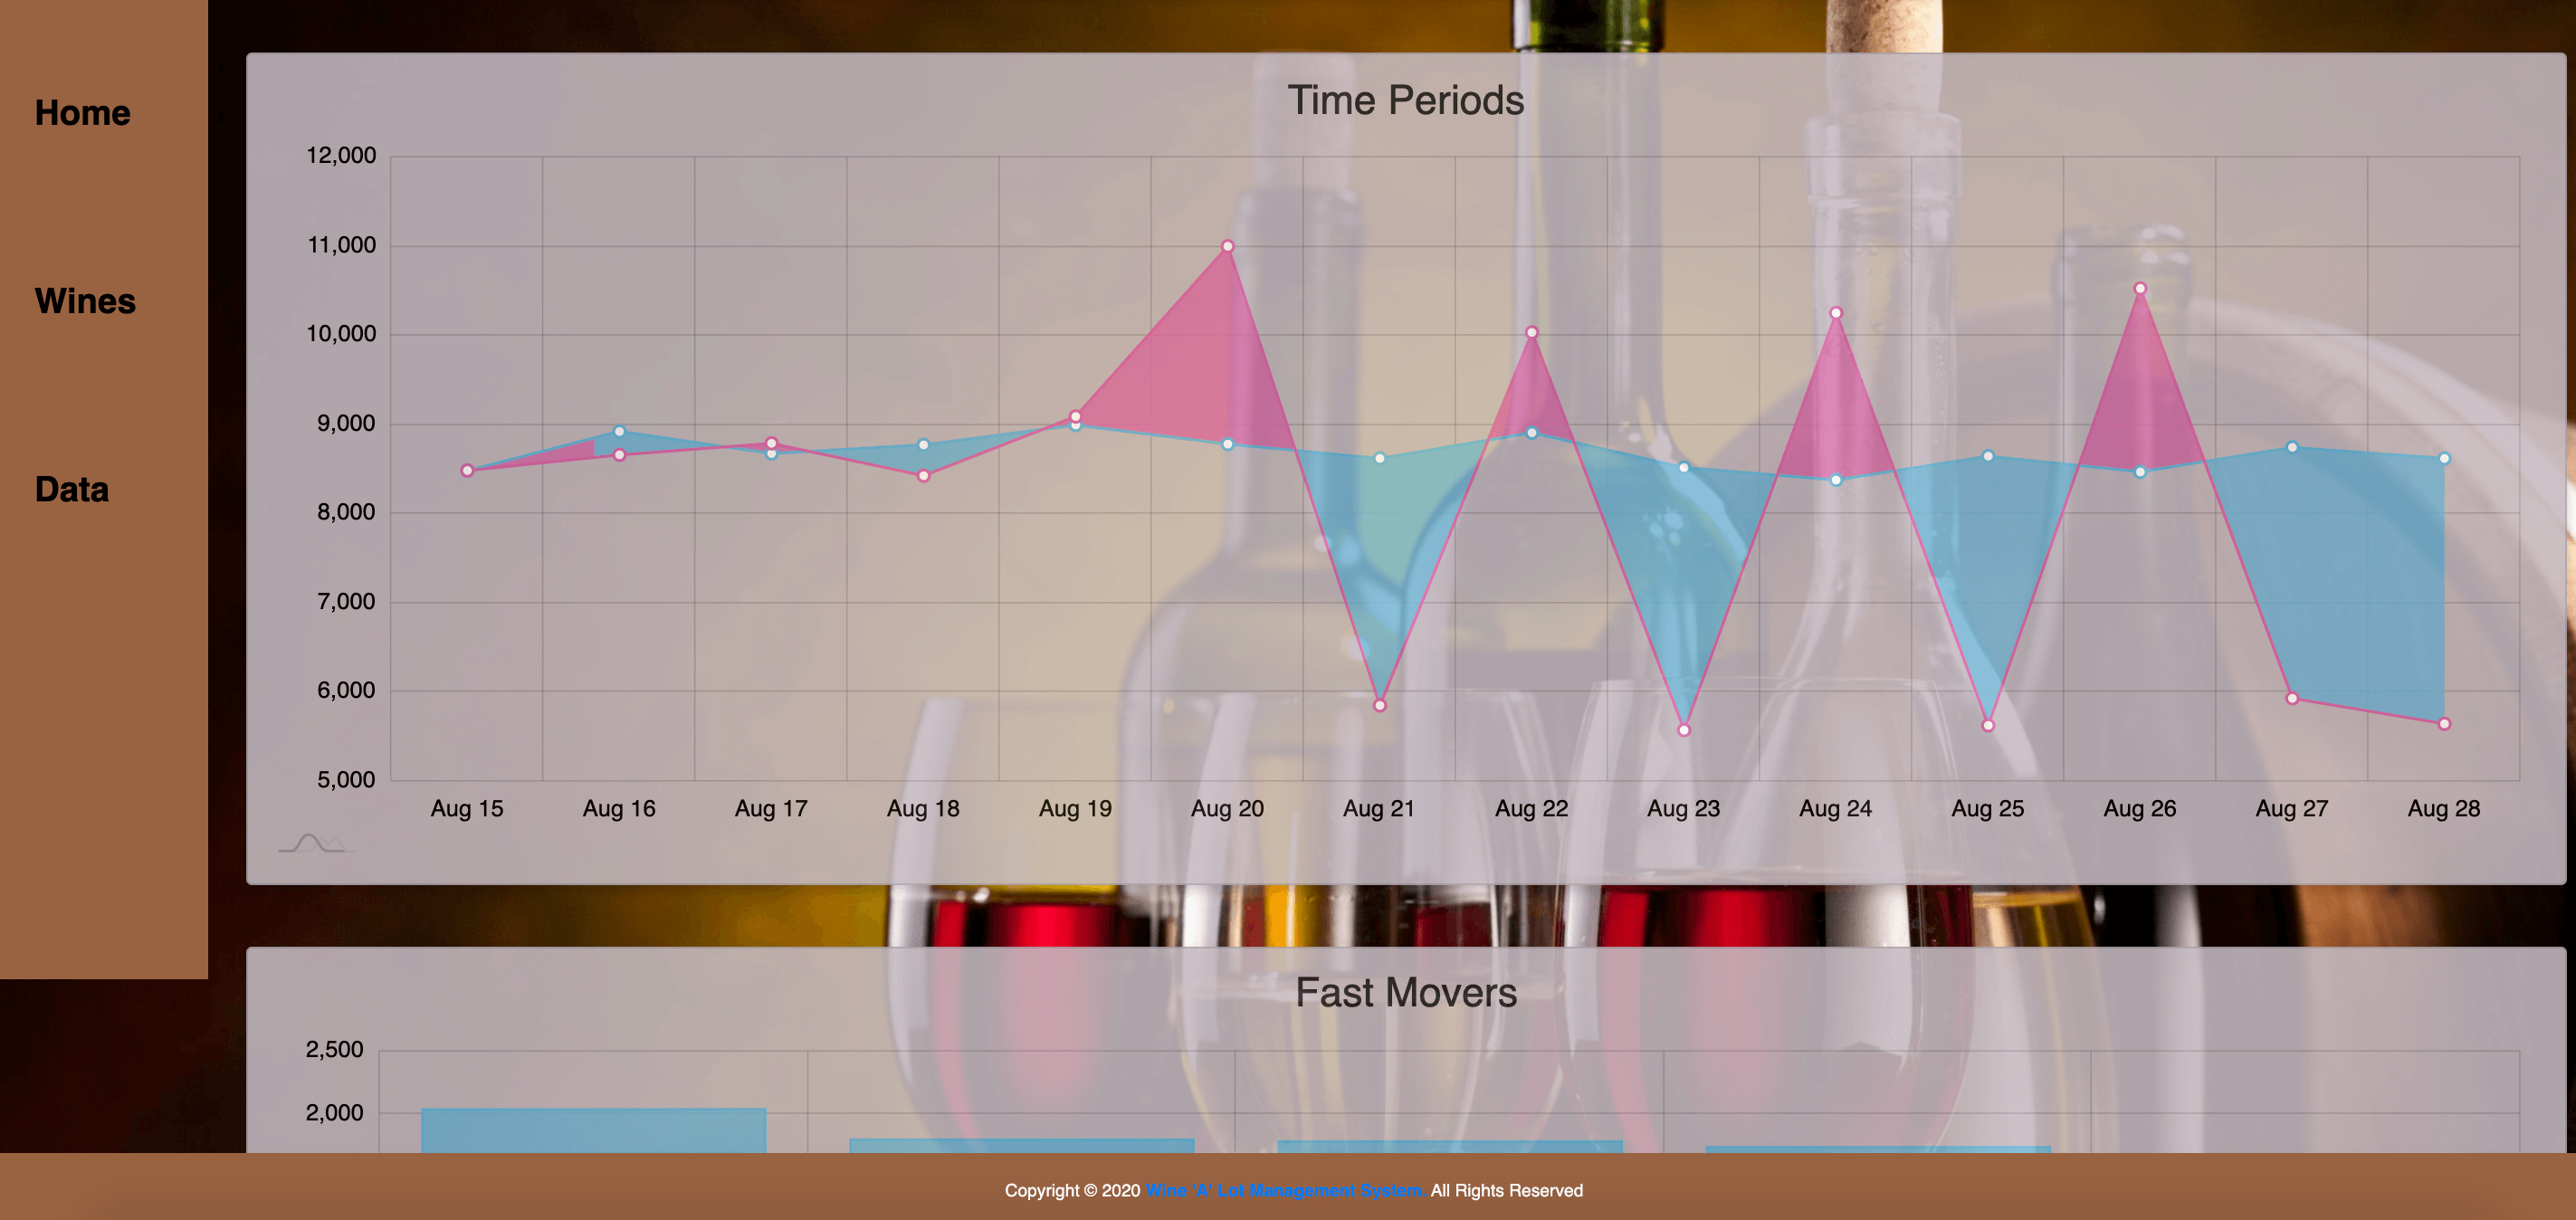 Home
Wines
Data
Time Periods
12,000
11,000
10,000
9,000
8,000
7,000
6,000
5,000
Aug 15 Aug 16 Aug 17 Aug 18 Aug 19 Aug 20 Aug 21 Aug 22 Aug 23 Aug 24 Aug 25 Aug 26 Aug 27 Aug 28
Fast Movers
2,500
2,000
Copyright © 2020 Wine 'A' Lot Management System. All Rights Reserved